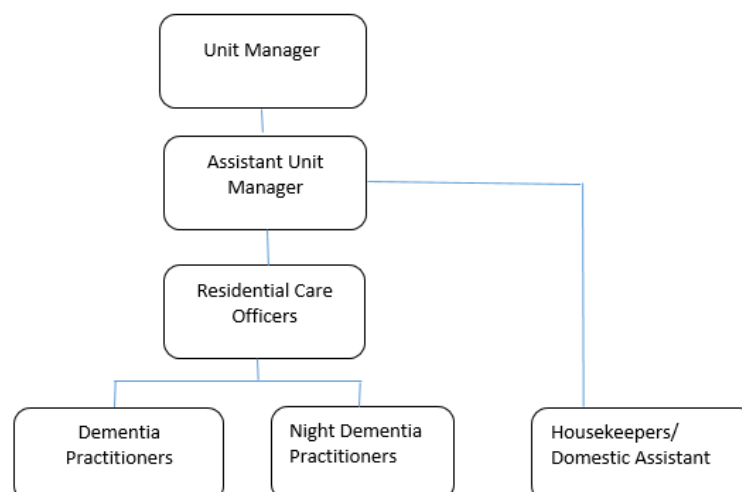 Unit Manager
Assistant Unit
Manager
Residential Care
Officers
Dementia
Practitioners
Night Dementia
Practitioners
Housekeepers/
Domestic Assistant